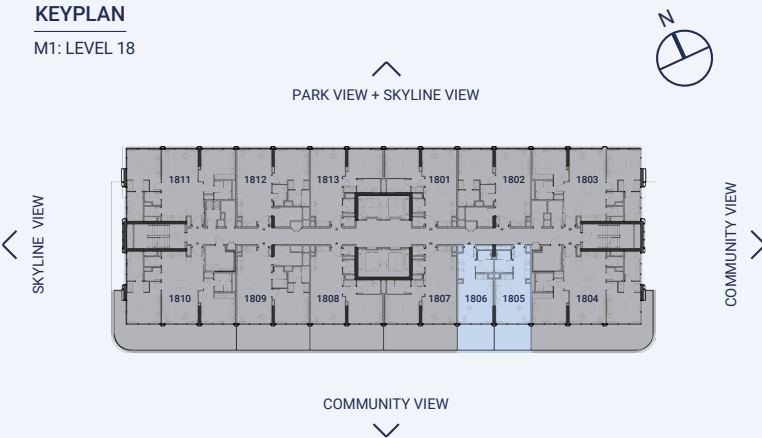 KEYPLAN
M1: LEVEL 18
N
PARK VIEW + SKYLINE VIEW
1811 1812 1813 1801 1802 1803
SKYLINE VIEW
COMMUNITY VIEW
1810 1809 1808 1807 1806 1805 1804
COMMUNITY VIEW